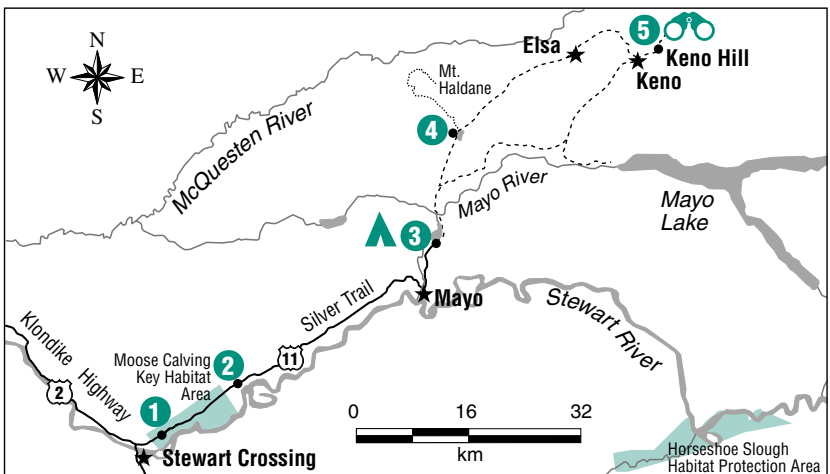 N
W E
S
McQuesten River
Mt.
Haldane
Elsa
5
Keno Hill
Keno
4
Mayo River
Mayo
Lake
3
Mayo
Silver Trail
Stewart
River
Klondike
Highway
2
Moose Calving
Key Habitat
Area
2
11
1
Stewart Crossing
0 16 32
km
Horseshoe Slough
Habitat Protection Area